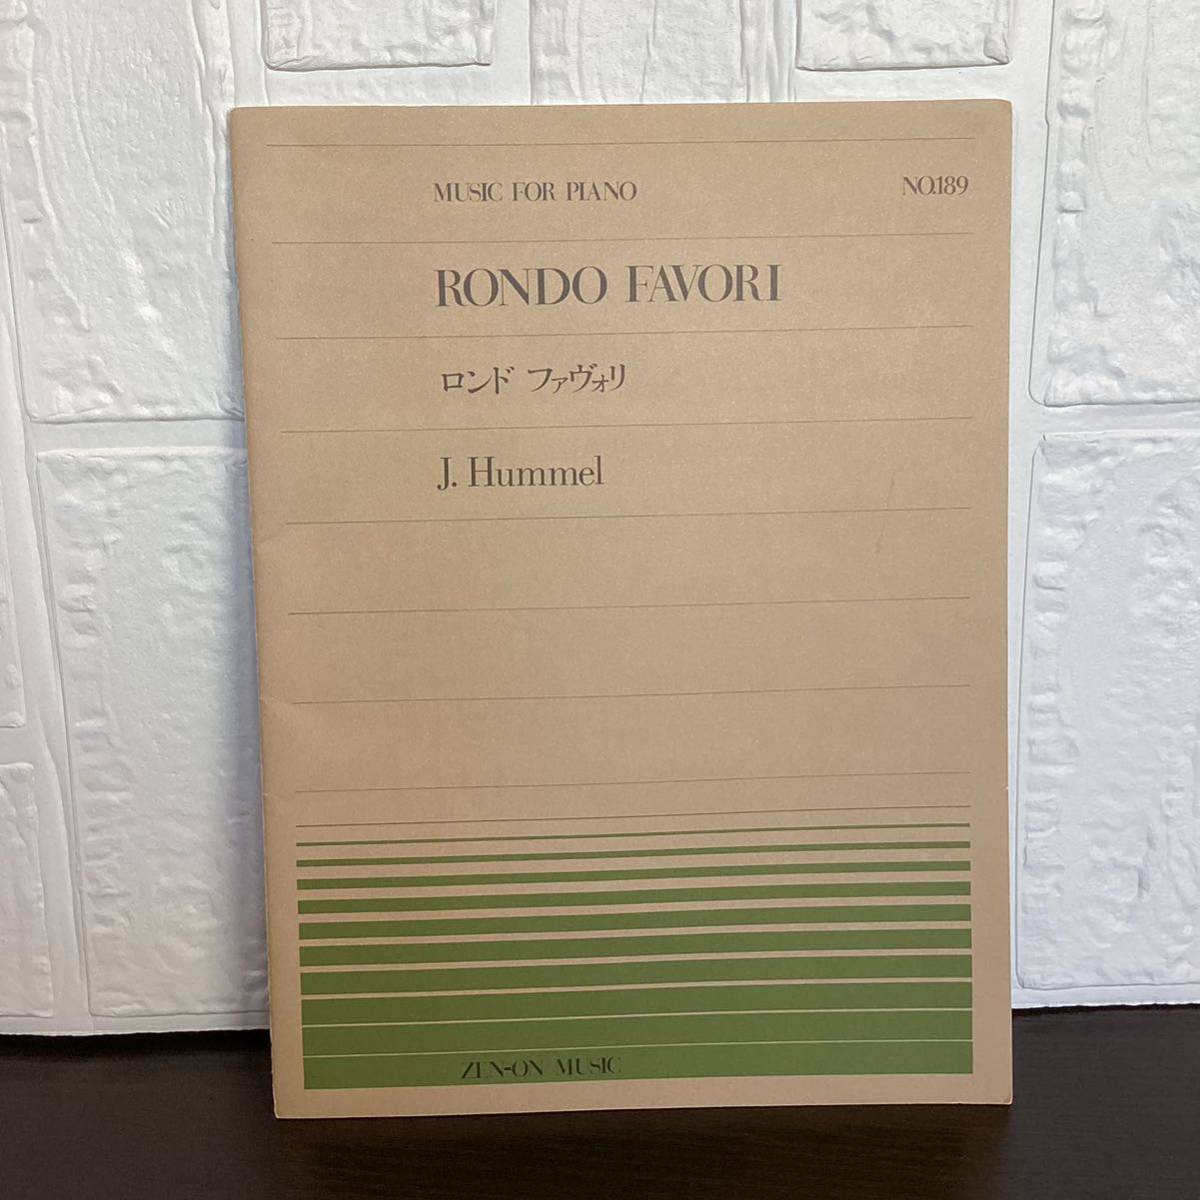 MUSIC FOR PIANO NO.189
RONDO FAVORI
ロンド ファヴォリ
J. Hummel
ZEN-ON MUSIC